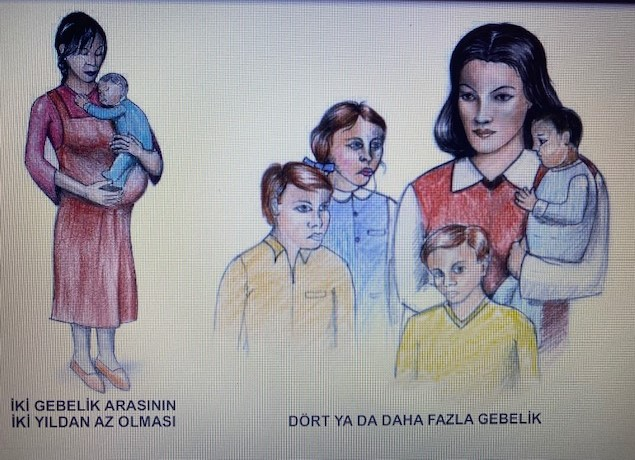 İKİ GEBELİK ARASININ
İKİ YILDAN AZ OLMASI
DÖRT YA DA DAHA FAZLA GEBELİK